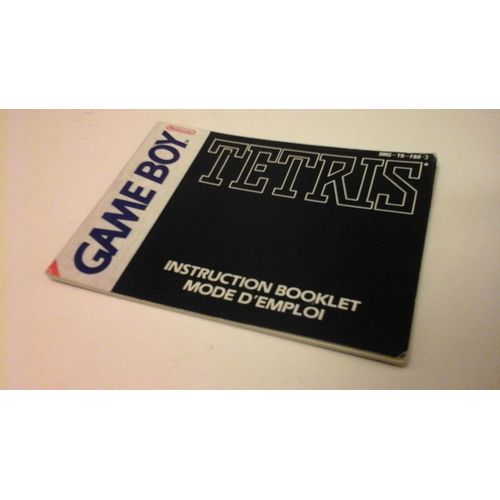 Nintendo
GAME BOY
DMG-TR-FAH-3
TETRIS
INSTRUCTION BOOKLET
MODE D'EMPLOI